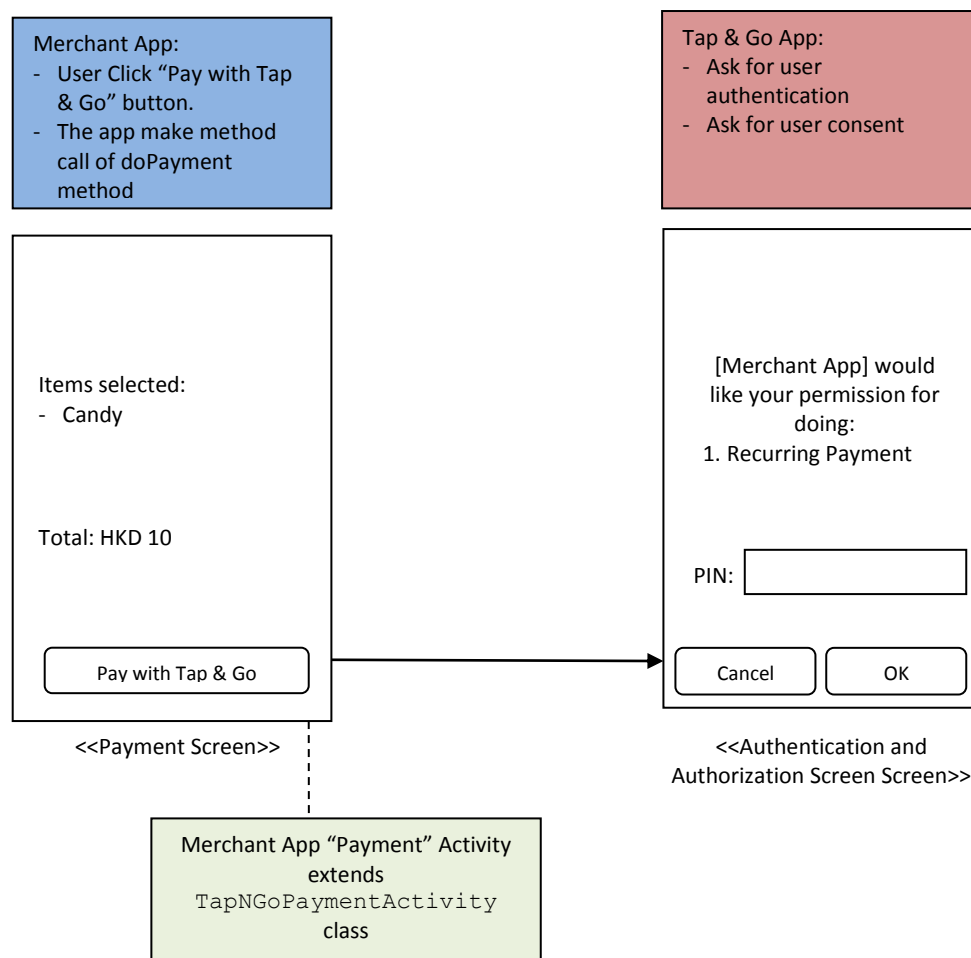 Merchant App:
- User Click “Pay with Tap
& Go” button.
- The app make method
call of doPayment
method
Tap & Go App:
- Ask for user
authentication
- Ask for user consent
Items selected:
- Candy
Total: HKD 10
Pay with Tap & Go
<<Payment Screen>>
[Merchant App] would
like your permission for
doing:
1. Recurring Payment
PIN:
Cancel
OK
<<Authentication and
Authorization Screen Screen>>
Merchant App “Payment” Activity
extends
TapNGoPaymentActivity
class